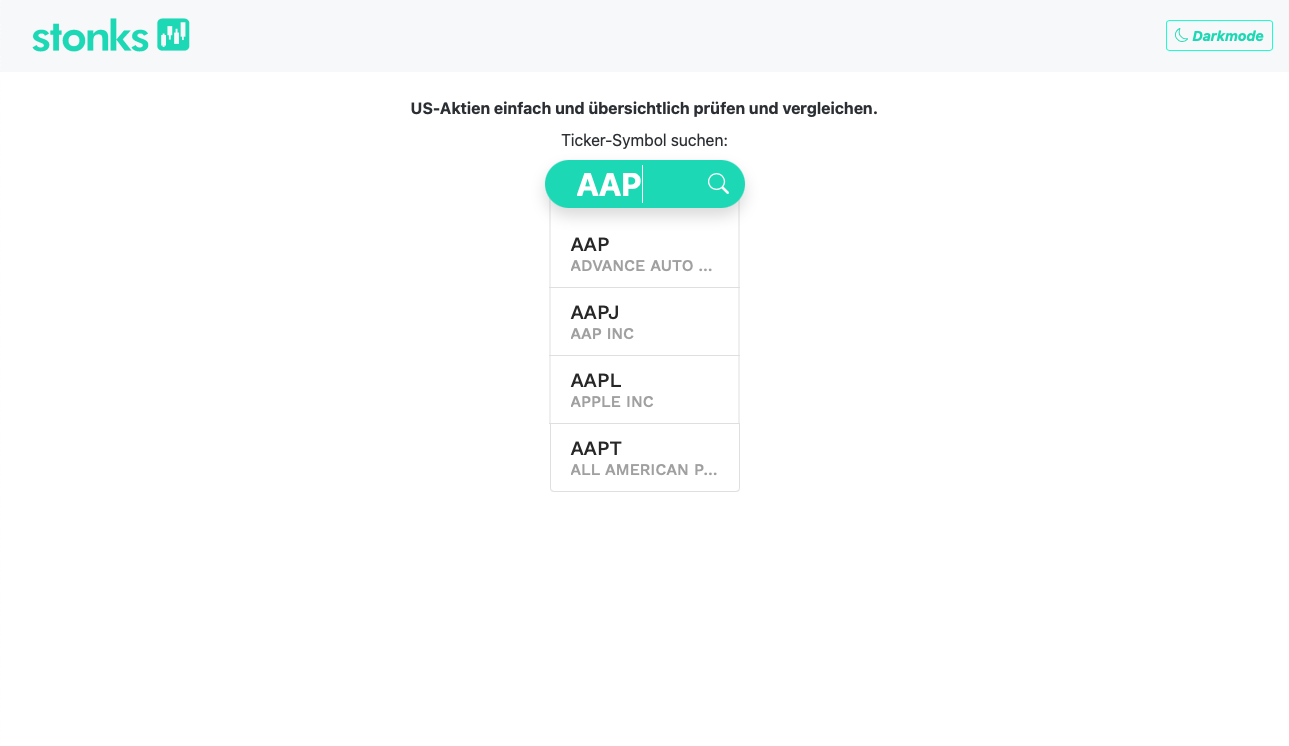 stonks
Darkmode
US-Aktien einfach und übersichtlich prüfen und vergleichen.
Ticker-Symbol suchen:
AAP
AAP
ADVANCE AUTO ...
AAPJ
AAP INC
AAPL
APPLE INC
AAPT
ALL AMERICAN P...